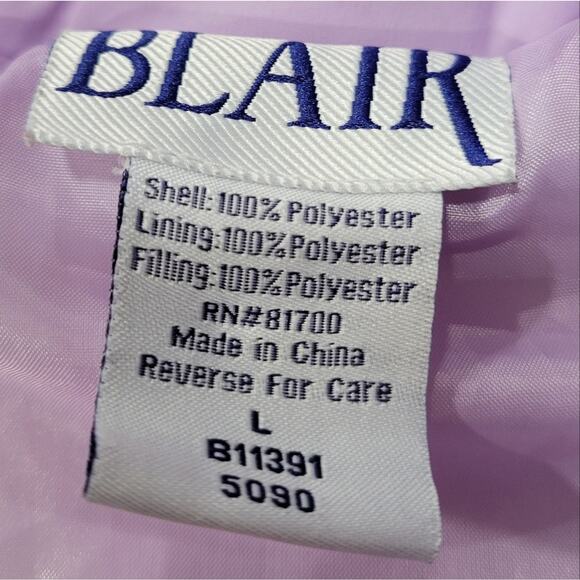 BLAIR
Shell:100% Polyester
Lining:100% Polyester
Filling:100% Polyester
RN#81700
Made in China
Reverse For Care
L
B11391
5090